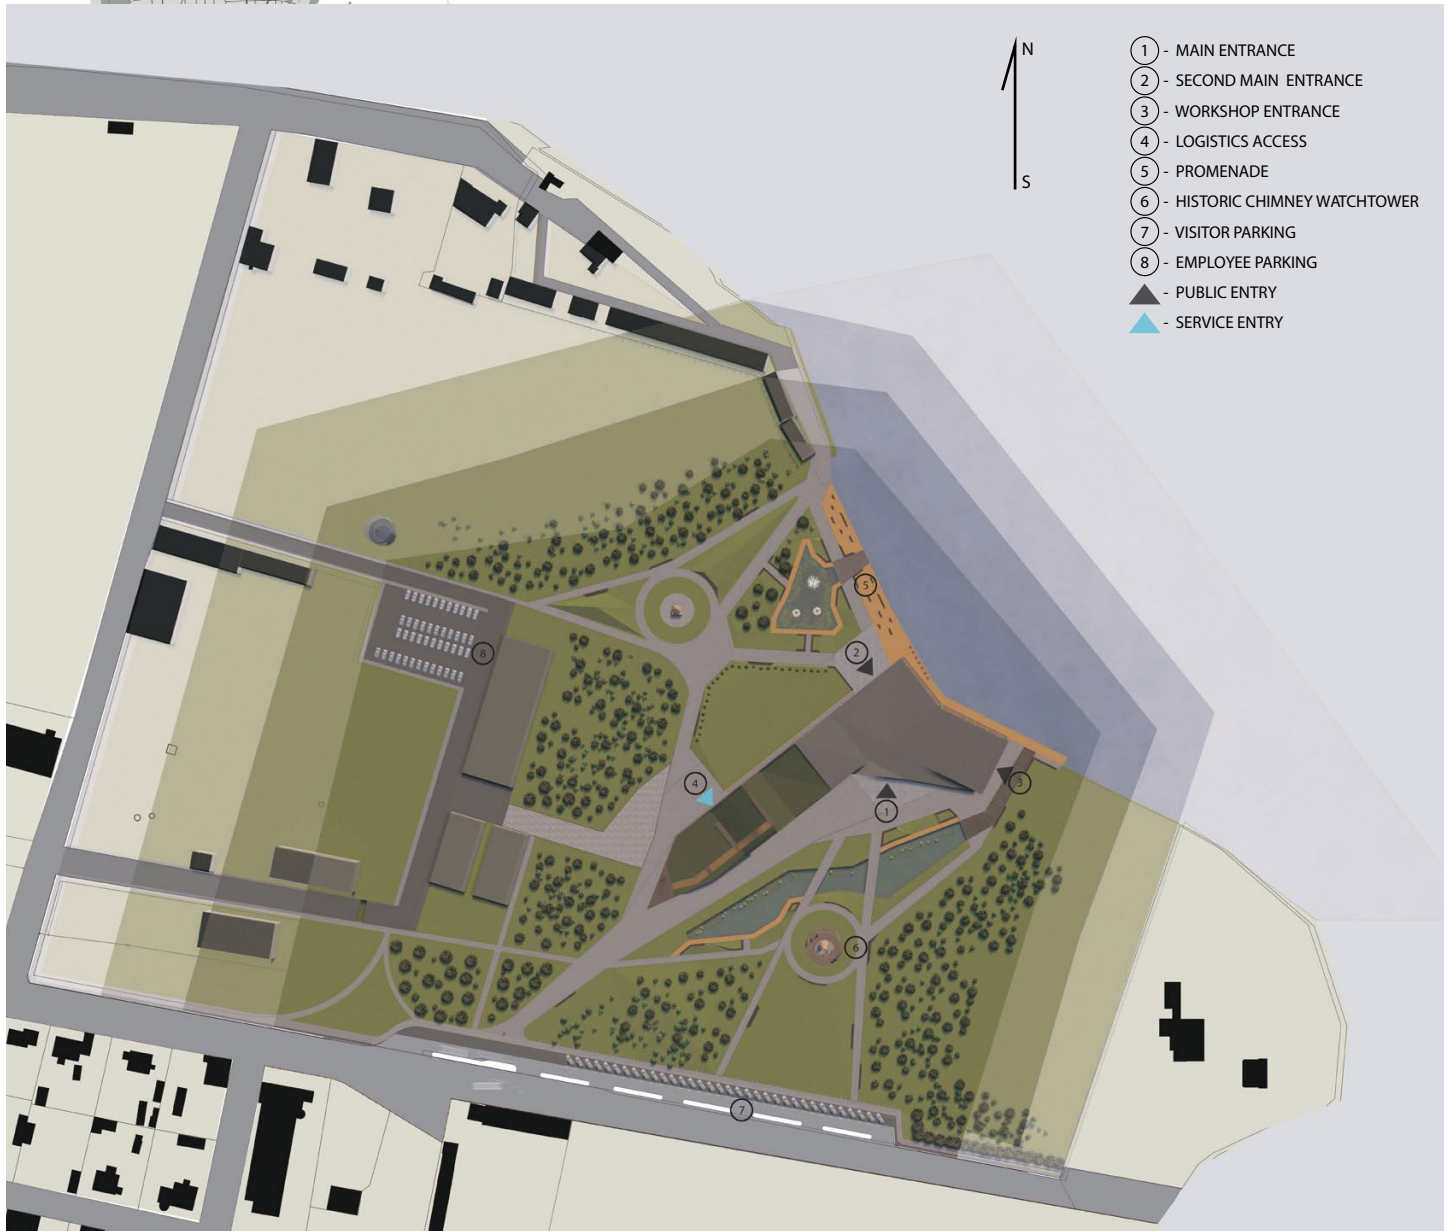 N
S
1 - MAIN ENTRANCE
2 - SECOND MAIN ENTRANCE
3 - WORKSHOP ENTRANCE
4 - LOGISTICS ACCESS
5 - PROMENADE
6 - HISTORIC CHIMNEY WATCHTOWER
7 - VISITOR PARKING
8 - EMPLOYEE PARKING
- PUBLIC ENTRY
- SERVICE ENTRY
5
2
8
4
3
1
6
7